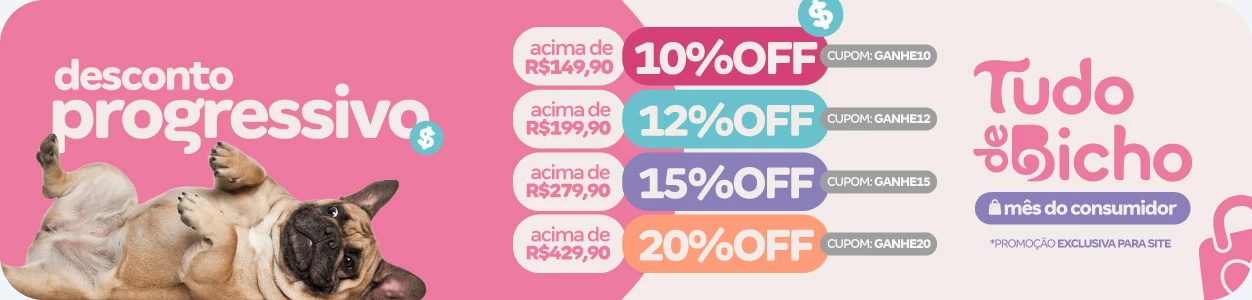 desconto
progressivo
$
$
acima de
R$149,90
10%OFF
CUPOM: GANHE10
acima de
R$199,90
12%OFF
CUPOM: GANHE12
acima de
R$279,90
15%OFF
CUPOM: GANHE15
acima de
R$429,90
20%OFF
CUPOM: GANHE20
Tudo
de Bicho
mês do consumidor
*PROMOÇÃO EXCLUSIVA PARA SITE